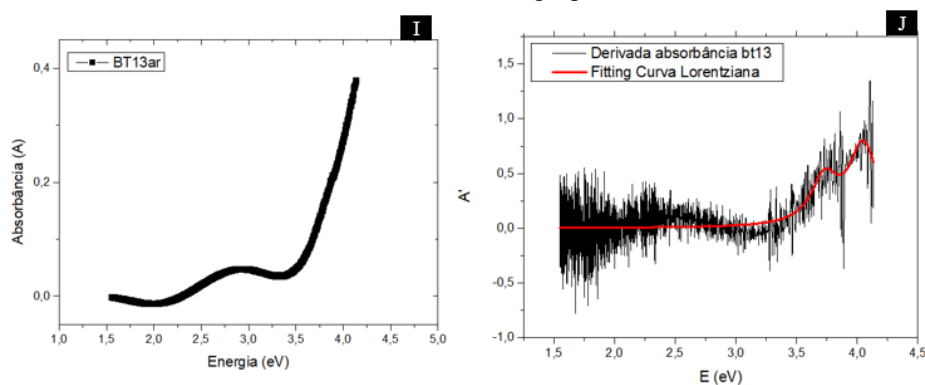 I
BT13ar
0,4
0,2
0,0
Absorbância (A)
1,0 1,5 2,0 2,5 3,0 3,5 4,0 4,5 5,0
Energia (eV)
J
Derivada absorbância bt13
Fitting Curva Lorentziana
1,5
1,0
0,5
0,0
-0,5
-1,0
A'
1,5 2,0 2,5 3,0 3,5 4,0 4,5
E (eV)